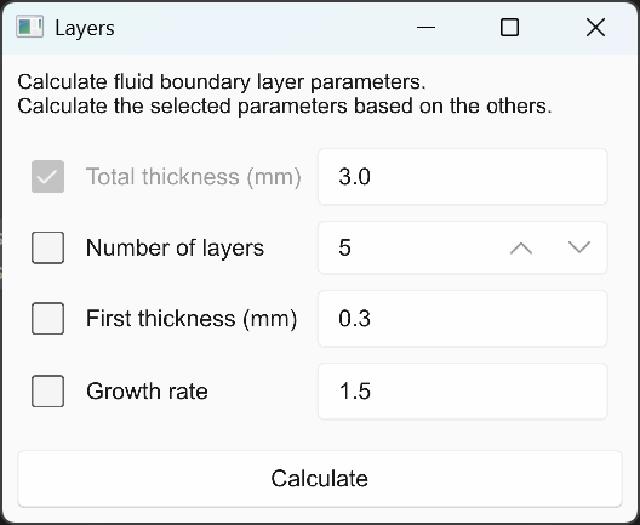 Layers
Calculate fluid boundary layer parameters.
Calculate the selected parameters based on the others.
Total thickness (mm) 3.0
Number of layers 5
First thickness (mm) 0.3
Growth rate 1.5
Calculate